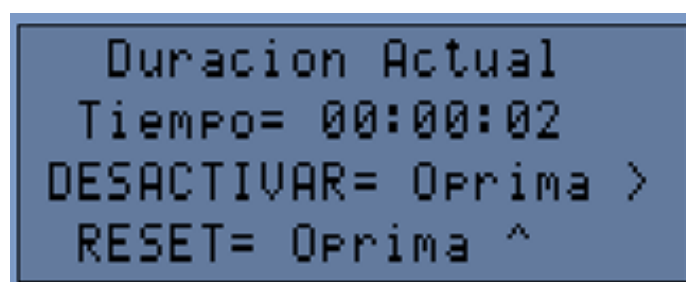 Duracion Actual
Tiempo= 00:00:02
DESACTIVAR= Oprima >
RESET= Oprima ^